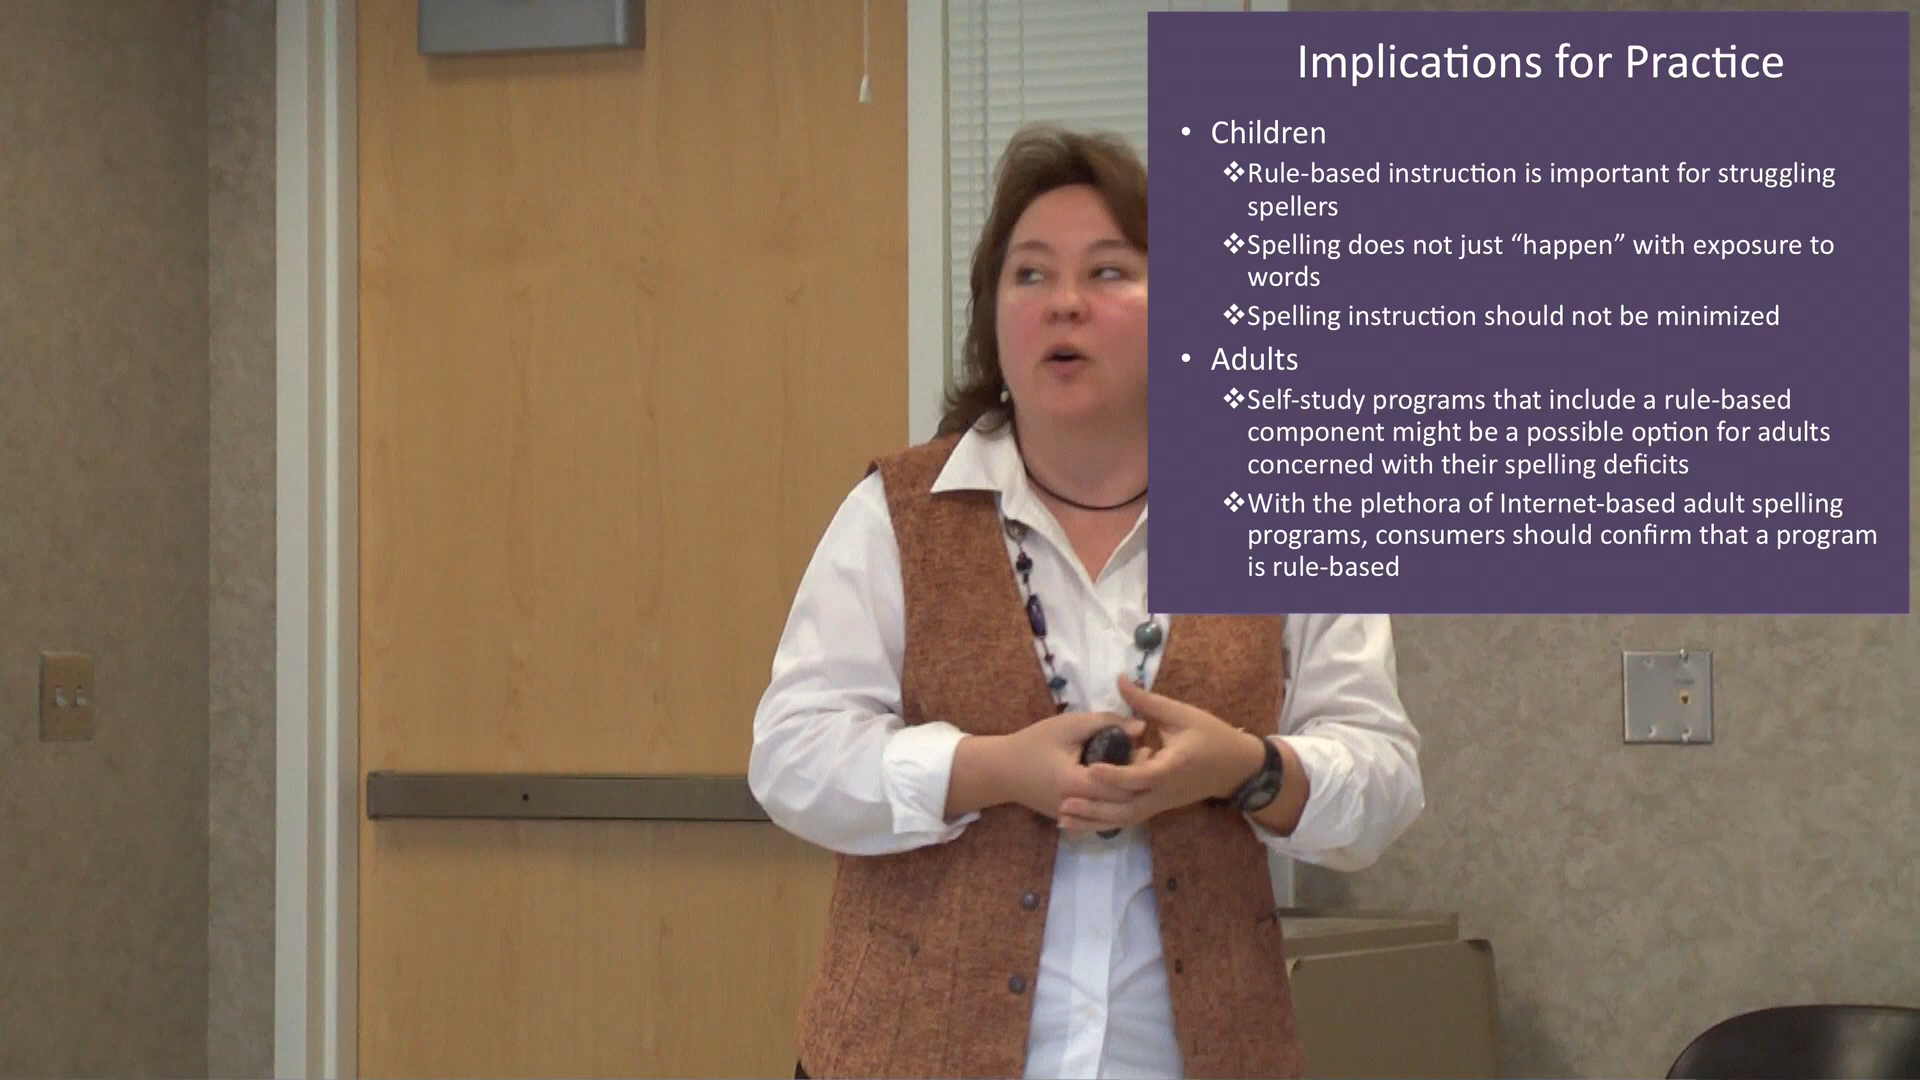 Implications for Practice
• Children
❖Rule-based instruction is important for struggling
spellers
❖Spelling does not just “happen” with exposure to
words
❖Spelling instruction should not be minimized
• Adults
❖Self-study programs that include a rule-based
component might be a possible option for adults
concerned with their spelling deficits
❖With the plethora of Internet-based adult spelling
programs, consumers should confirm that a program
is rule-based